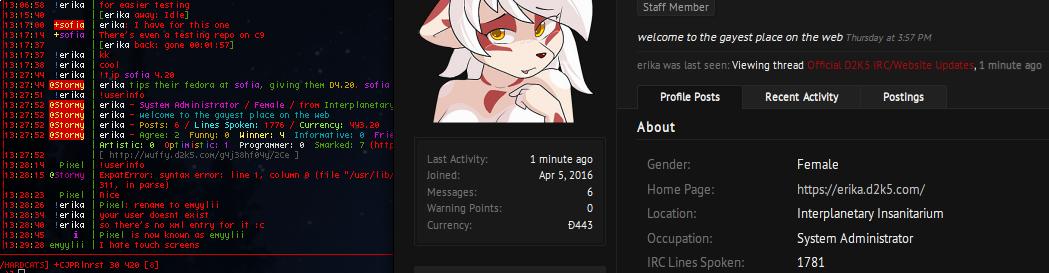 13:06:58 !erika | for easier testing
13:15:40 [erika away: Idle]
13:17:00 +sofia erika: I have for this one
13:17:14 +sofia There's even a testing repo on c9
13:17:37 [erika back: gone 00:01:57]
13:17:37 !erika kk
13:17:38 !erika cool!
13:27:44 !erika !tip sofia 4.20
13:27:44 @Stormy erika tips their fedora at sofia, giving them D4.20. sofia
13:27:51 !erika !userinfo
13:27:52 @Stormy erika - System Administrator / Female / from Interplanetary
13:27:52 @Stormy erika - welcome to the gayest place on the web
13:27:52 @Stormy erika - Posts: 6 / Lines Spoken: 1776 / Currency: 443.20
13:27:52 @Stormy erika - Agree: 2 Funny: 0 Winner: 4 Informative: 0 Frie
Artistic: 0 Optimistic: 1 Programmer: 0 Smarked: 7 (http
13:27:52 [ http://wuffy.d2k5.com/g4j38hf04y/2Ce ]
13:28:14 Pixel !userinfo
13:28:15 @Stormy ExpatError: syntax error: line 1, column 0 (file "/usr/lib/
311, in parse)
13:28:23 Pixel Nice
13:28:26 !erika Pixel: rename to emyylii
13:28:34 !erika your user doesnt exist
13:28:40 !erika so there's no xml entry for it :c
13:28:45 i Pixel is now known as emyylii
13:29:28 emyylii I hate touch screens
/HARDCATS] +CJPRlnrst 30 420 [8]
Staff Member
welcome to the gayest place on the web Thursday at 3:57 PM
erika was last seen: Viewing thread Official D2K5 IRC/Website Updates, 1 minute ago
Profile Posts Recent Activity Postings
About
Last Activity: 1 minute ago
Joined: Apr 5, 2016
Messages: 6
Warning Points: 0
Currency: Đ443
Gender: Female
Home Page: https://erika.d2k5.com/
Location: Interplanetary Insanitarium
Occupation: System Administrator
IRC Lines Spoken: 1781